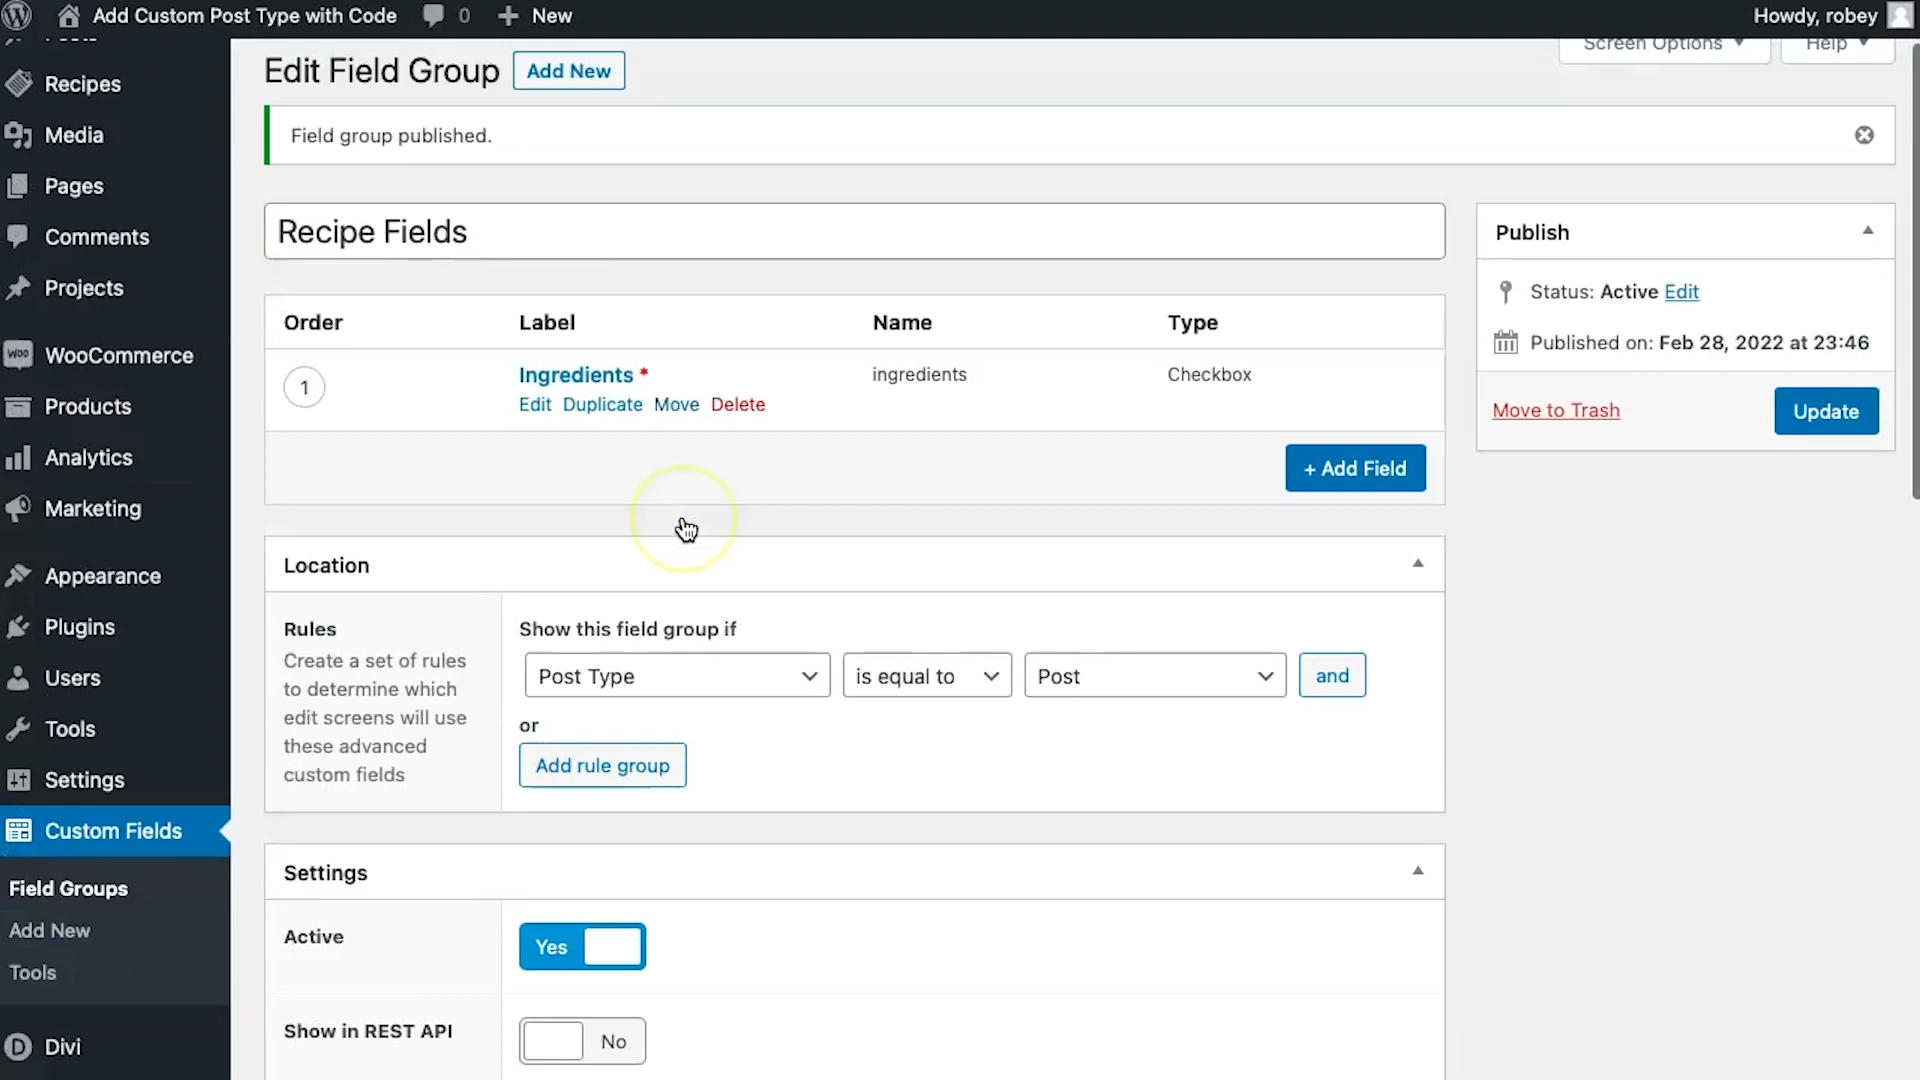 Add Custom Post Type with Code 0 New Howdy, robey
Screen Options Help
Edit Field Group Add New
Field group published.
Recipes
Media
Pages
Comments
Projects
WOO WooCommerce
Products
Analytics
Marketing
Appearance
Plugins
Users
Tools
Settings
Custom Fields
Field Groups
Add New
Tools
D Divi
Recipe Fields
Order Label Name Type
1 Ingredients * ingredients Checkbox
Edit Duplicate Move Delete
+ Add Field
Location
Rules
Create a set of rules
to determine which
edit screens will use
these advanced
custom fields
Show this field group if
Post Type is equal to Post and
or
Add rule group
Settings
Active Yes
Show in REST API No
Publish
Status: Active Edit
Published on: Feb 28, 2022 at 23:46
Move to Trash Update